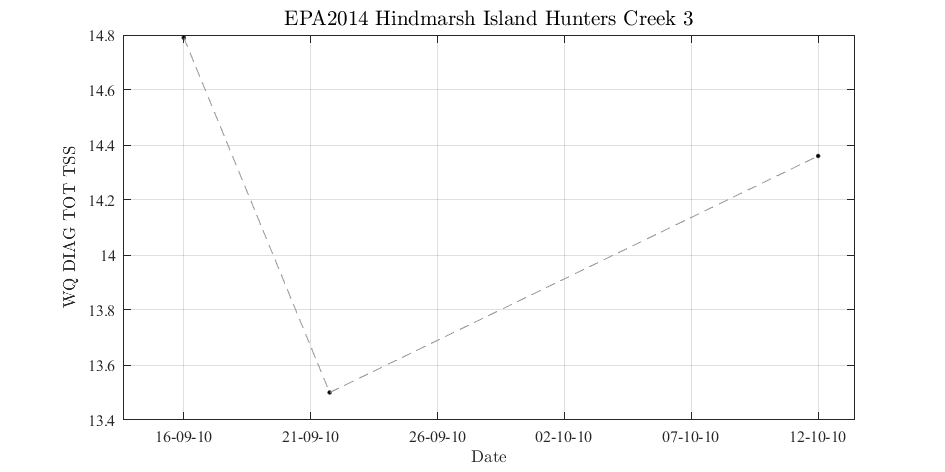 EPA2014 Hindmarsh Island Hunters Creek 3
14.8
14.6
14.4
14.2
14
13.8
13.6
13.4
WQ DIAG TOT TSS
16-09-10 21-09-10 26-09-10 02-10-10 07-10-10 12-10-10
Date